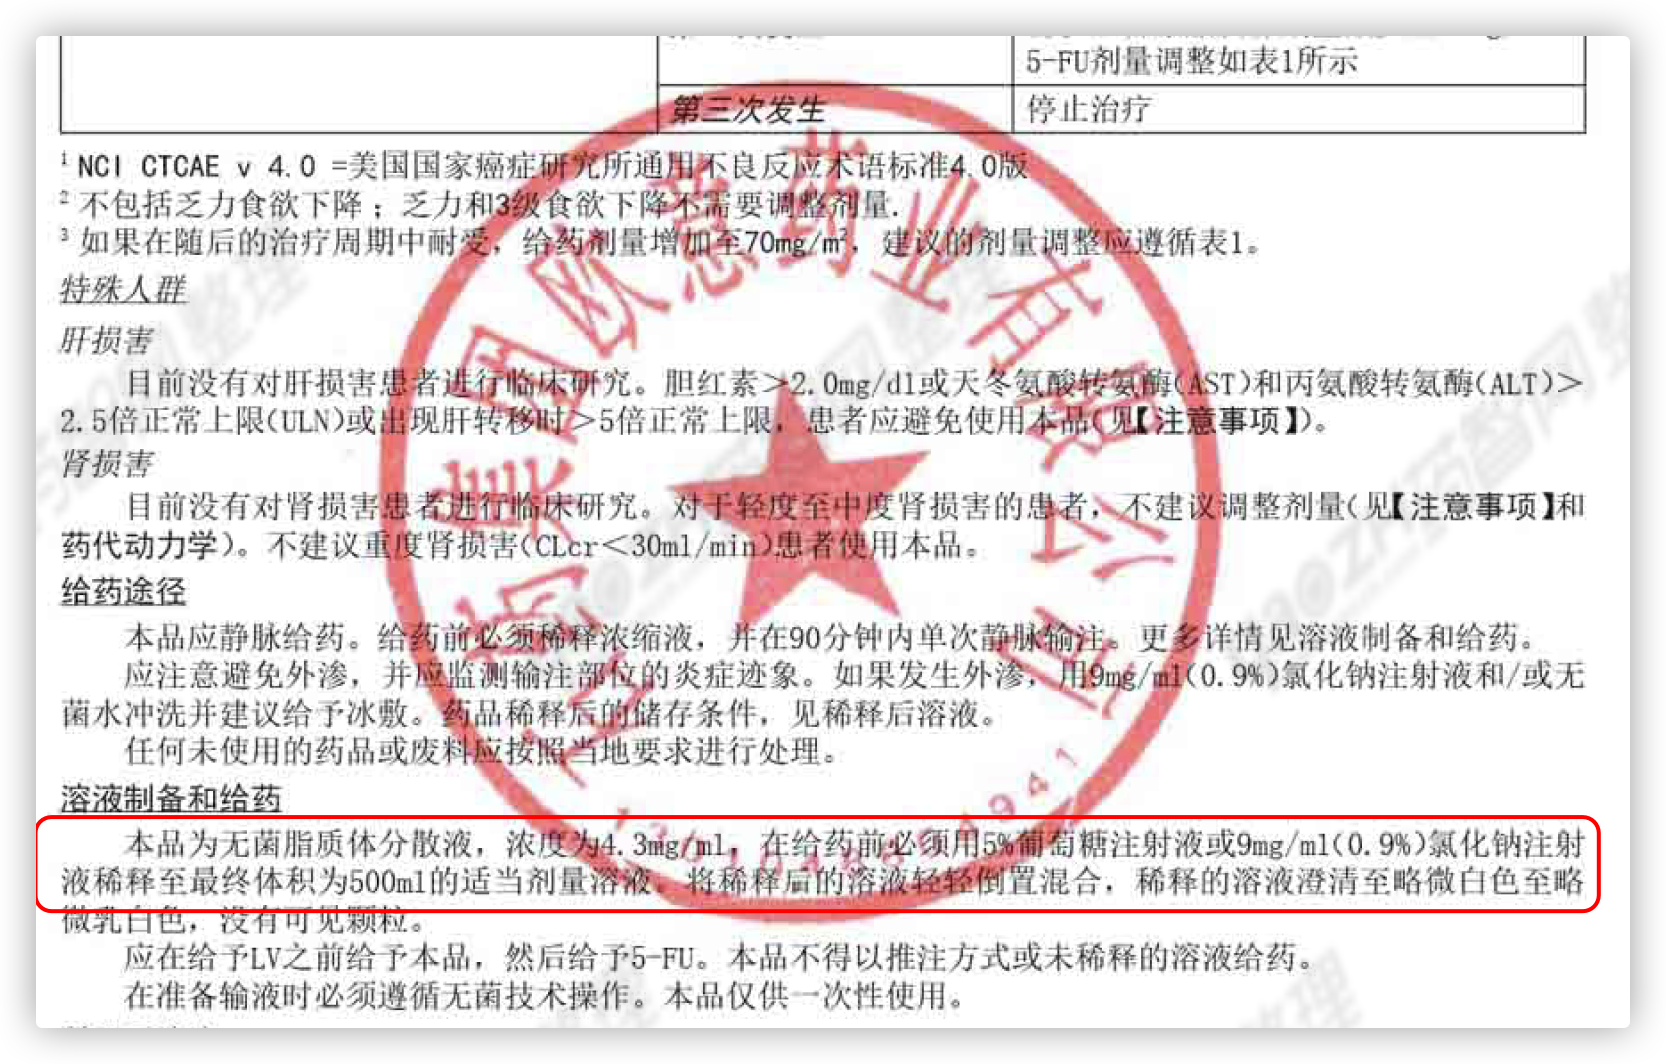 5-FU剂量调整如表1所示
第三次发生 停止治疗
1 NCI CTCAE v 4.0 =美国国家癌症研究所通用不良反应术语标准4.0版
2 不包括乏力食欲下降；乏力和3级食欲下降不需要调整剂量.
3 如果在随后的治疗周期中耐受，给药剂量增加至70mg/m²，建议的剂量调整应遵循表1。
特殊人群
肝损害
目前没有对肝损害患者进行临床研究。胆红素＞2.0mg/dl或天冬氨酸转氨酶(AST)和丙氨酸转氨酶(ALT)＞
2.5倍正常上限(ULN)或出现肝转移时＞5倍正常上限，患者应避免使用本品(见【注意事项】)。
肾损害
目前没有对肾损害患者进行临床研究。对于轻度至中度肾损害的患者，不建议调整剂量(见【注意事项】和
药代动力学)。不建议重度肾损害(CLcr＜30ml/min)患者使用本品。
给药途径
本品应静脉给药。给药前必须稀释浓缩液，并在90分钟内单次静脉输注。更多详情见溶液制备和给药。
应注意避免外渗，并应监测输注部位的炎症迹象。如果发生外渗，用9mg/ml(0.9%)氯化钠注射液和/或无
菌水冲洗并建议给予冰敷。药品稀释后的储存条件，见稀释后溶液。
任何未使用的药品或废料应按照当地要求进行处理。
溶液制备和给药
本品为无菌脂质体分散液，浓度为4.3mg/ml，在给药前必须用5%葡萄糖注射液或9mg/ml(0.9%)氯化钠注射
液稀释至最终体积为500ml的适当剂量溶液。将稀释后的溶液轻轻倒置混合，稀释的溶液澄清至略微白色至略
微乳白色，没有可见颗粒。
应在给予LV之前给予本品，然后给予5-FU。本品不得以推注方式或未稀释的溶液给药。
在准备输液时必须遵循无菌技术操作。本品仅供一次性使用。
集团欧意药业有限公司